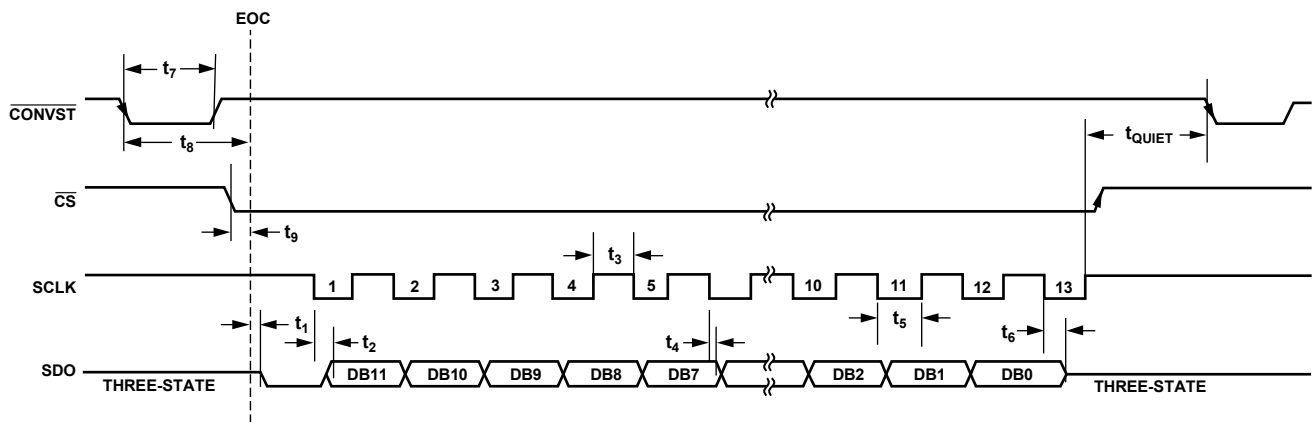 EOC
t7
CONVST
t8
tQUIET
CS
t9
t3
SCLK
1 2 3 4 5 10 11 12 13
t1
t2
t4
t5
t6
SDO
THREE-STATE
DB11 DB10 DB9 DB8 DB7 DB2 DB1 DB0
THREE-STATE